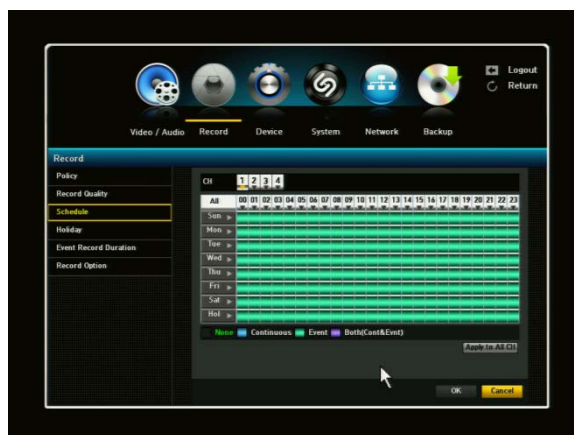 Logout
Return
Video / Audio Record Device System Network Backup
Record
Policy
Record Quality
Schedule
Holiday
Event Record Duration
Record Option
CH 1 2 3 4
All 00 01 02 03 04 05 06 07 08 09 10 11 12 13 14 15 16 17 18 19 20 21 22 23
Sun
Mon
Tue
Wed
Thu
Fri
Sat
Hol
None Continuous Event Both(Cont&Evnt)
Apply to All CH
OK Cancel